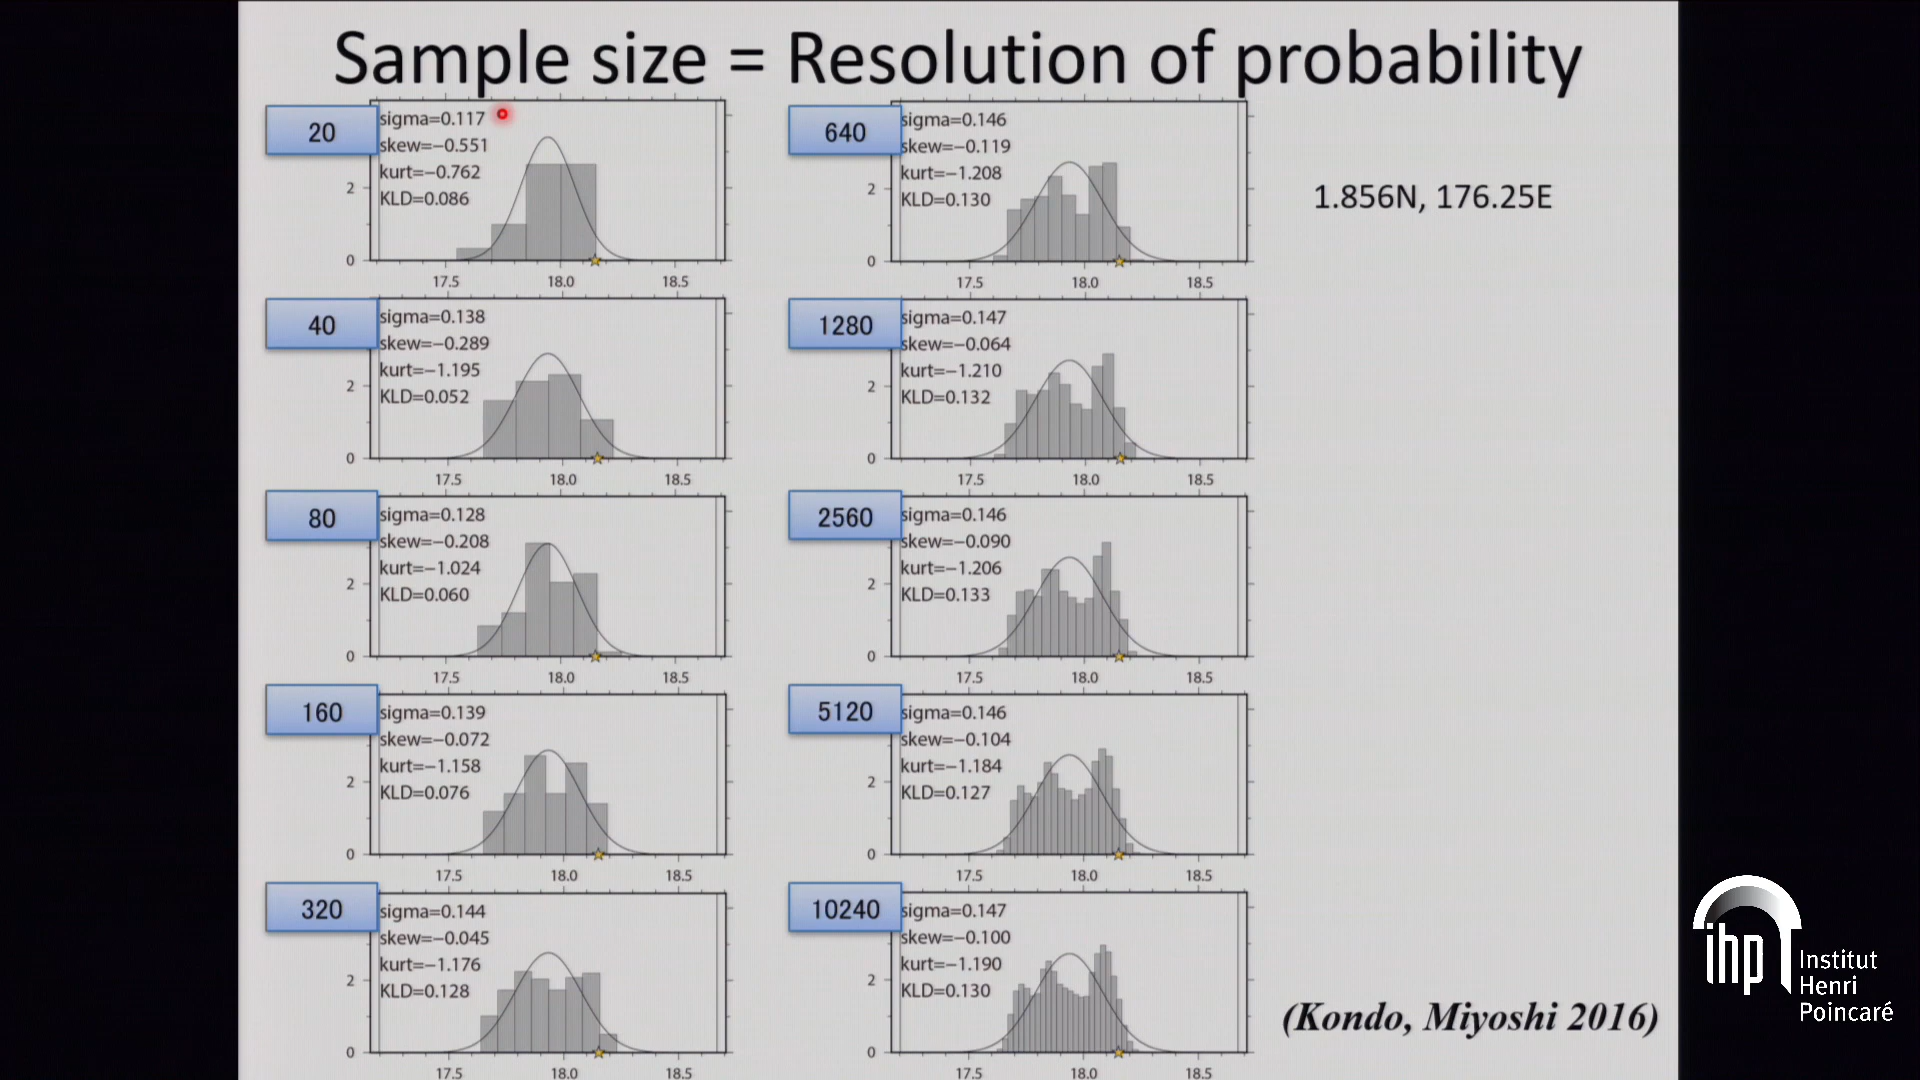 Sample size = Resolution of probability
20
sigma=0.117
skew=−0.551
kurt=−0.762
KLD=0.086
2
0
17.5 18.0 18.5
40
sigma=0.138
skew=−0.289
kurt=−1.195
KLD=0.052
2
0
17.5 18.0 18.5
80
sigma=0.128
skew=−0.208
kurt=−1.024
KLD=0.060
2
0
17.5 18.0 18.5
160
sigma=0.139
skew=−0.072
kurt=−1.158
KLD=0.076
2
0
17.5 18.0 18.5
320
sigma=0.144
skew=−0.045
kurt=−1.176
KLD=0.128
2
0
17.5 18.0 18.5
640
sigma=0.146
skew=−0.119
kurt=−1.208
KLD=0.130
2
0
17.5 18.0 18.5
1280
sigma=0.147
skew=−0.064
kurt=−1.210
KLD=0.132
2
0
17.5 18.0 18.5
2560
sigma=0.146
skew=−0.090
kurt=−1.206
KLD=0.133
2
0
17.5 18.0 18.5
5120
sigma=0.146
skew=−0.104
kurt=−1.184
KLD=0.127
2
0
17.5 18.0 18.5
10240
sigma=0.147
skew=−0.100
kurt=−1.190
KLD=0.130
2
0
17.5 18.0 18.5
1.856N, 176.25E
(Kondo, Miyoshi 2016)
ihp
Institut
Henri
Poincaré